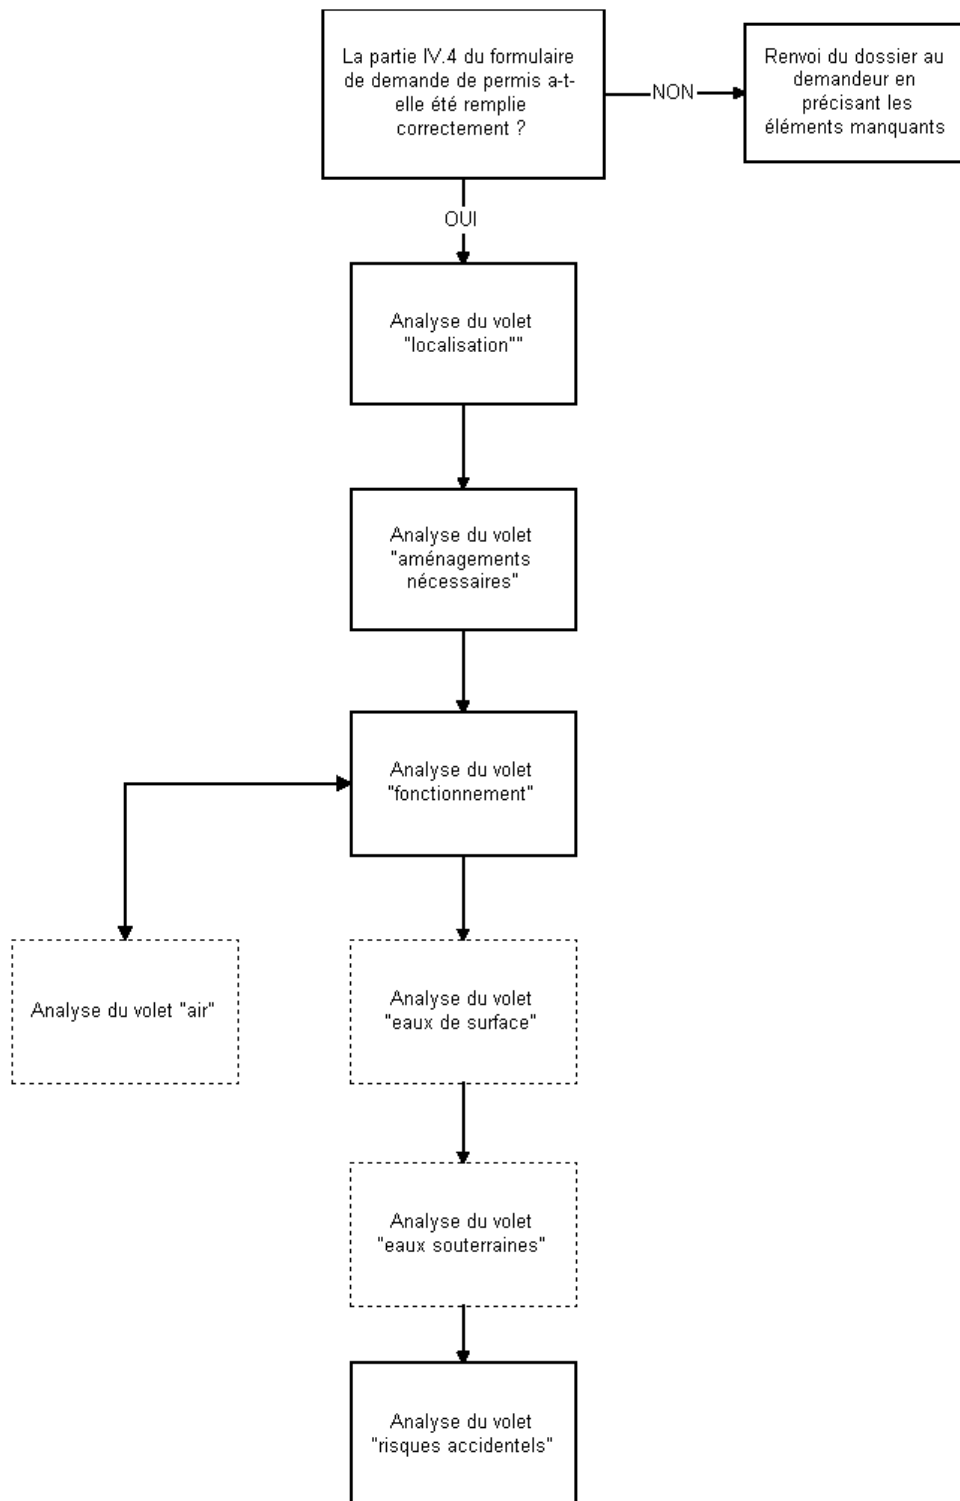 La partie IV.4 du formulaire
de demande de permis a-t-
elle été remplie
correctement ?
NON
Renvoi du dossier au
demandeur en
précisant les
éléments manquants
OUI
Analyse du volet
"localisation""
Analyse du volet
"aménagements
nécessaires"
Analyse du volet
"fonctionnement"
Analyse du volet "air"
Analyse du volet
"eaux de surface"
Analyse du volet
"eaux souterraines"
Analyse du volet
"risques accidentels"